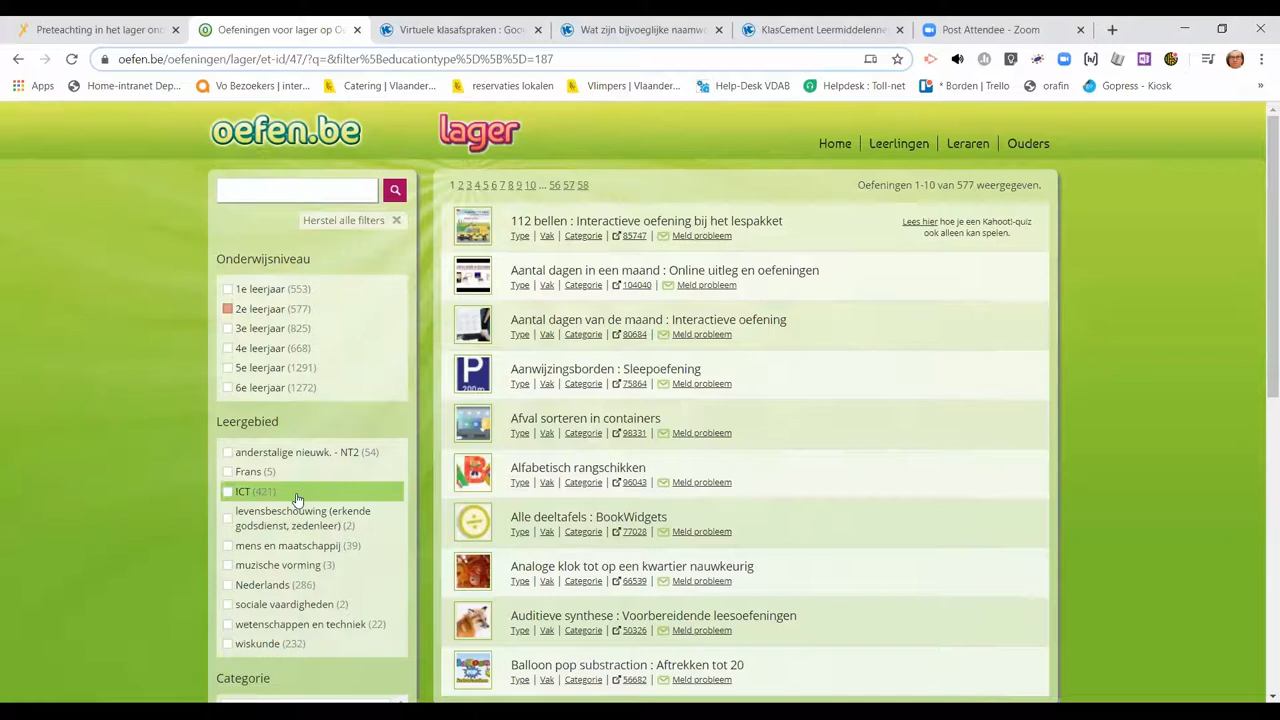 Preteachting in het lager ond
Oefeningen voor lager op O
Virtuele klasafspraken : Goo
Wat zijn bijvoeglijke naamw
KlasCement Leermiddelenne
Post Attendee - Zoom
oefen.be/oefeningen/lager/et-id/47/?q=&filter%5Beducationtype%5D%5B%5D=187
Apps
Home-intranet Dep...
Vo Bezoekers | inter...
Catering | Vlaander...
reservaties lokalen
Vlimpers | Vlaander...
Help-Desk VDAB
Helpdesk : Toll-net
* Borden | Trello
orafin
Gopress - Kiosk
»
oefen.be
lager
Home | Leerlingen | Leraren | Ouders
Herstel alle filters
Onderwijsniveau
1e leerjaar (553)
2e leerjaar (577)
3e leerjaar (825)
4e leerjaar (668)
5e leerjaar (1291)
6e leerjaar (1272)
Leergebied
anderstalige nieuwk. - NT2 (54)
Frans (5)
ICT (421)
levensbeschouwing (erkende
godsdienst, zedenleer) (2)
mens en maatschappij (39)
muzische vorming (3)
Nederlands (286)
sociale vaardigheden (2)
wetenschappen en techniek (22)
wiskunde (232)
Categorie
1 2 3 4 5 6 7 8 9 10 ... 56 57 58
Oefeningen 1-10 van 577 weergegeven.
112 bellen : Interactieve oefening bij het lespakket
Type | Vak | Categorie | 85747 | Meld probleem
Lees hier hoe je een Kahoot!-quiz
ook alleen kan spelen.
Aantal dagen in een maand : Online uitleg en oefeningen
Type | Vak | Categorie | 104040 | Meld probleem
Aantal dagen van de maand : Interactieve oefening
Type | Vak | Categorie | 80684 | Meld probleem
P
200m
Aanwijzingsborden : Sleepoefening
Type | Vak | Categorie | 75864 | Meld probleem
Afval sorteren in containers
Type | Vak | Categorie | 98331 | Meld probleem
Alfabetisch rangschikken
Type | Vak | Categorie | 96043 | Meld probleem
Alle deeltafels : BookWidgets
Type | Vak | Categorie | 77028 | Meld probleem
Analoge klok tot op een kwartier nauwkeurig
Type | Vak | Categorie | 66539 | Meld probleem
Auditieve synthese : Voorbereidende leesoefeningen
Type | Vak | Categorie | 50326 | Meld probleem
Balloon pop substraction : Aftrekken tot 20
Type | Vak | Categorie | 56682 | Meld probleem